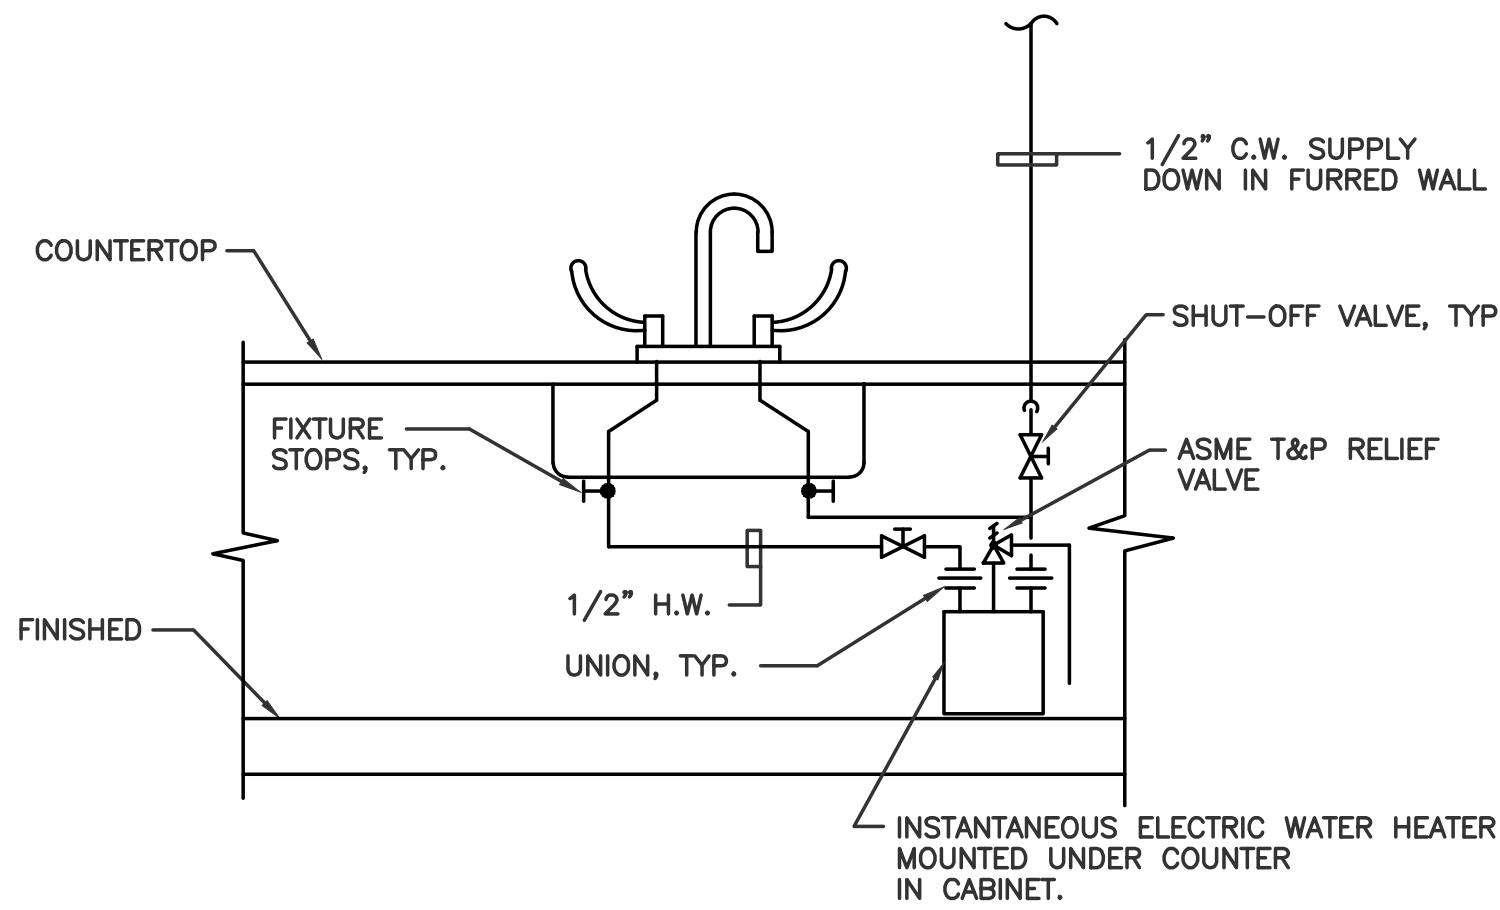 1/2" C.W. SUPPLY
DOWN IN FURRED WALL
COUNTERTOP
SHUT-OFF VALVE, TYP
FIXTURE
STOPS, TYP.
ASME T&P RELIEF
VALVE
1/2" H.W.
FINISHED
UNION, TYP.
INSTANTANEOUS ELECTRIC WATER HEATER
MOUNTED UNDER COUNTER
IN CABINET.